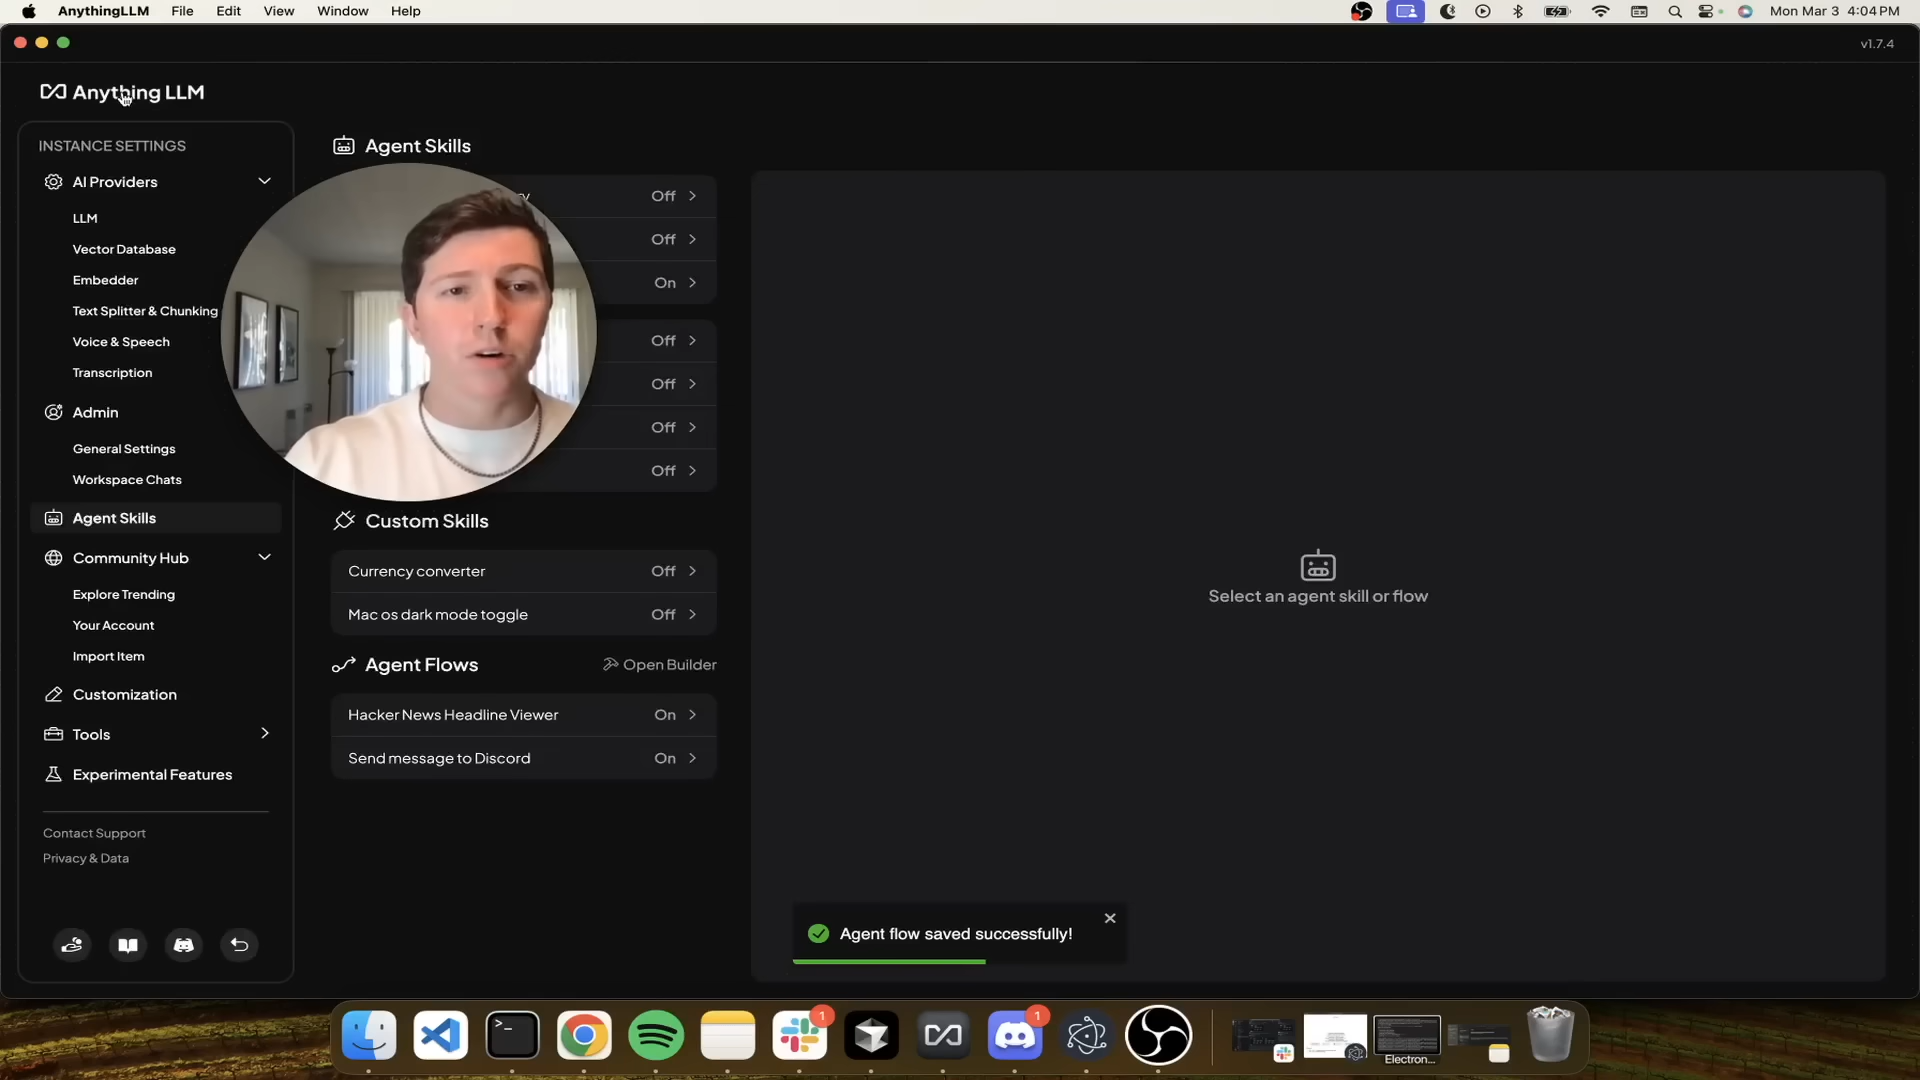 AnythingLLM File Edit View Window Help
Mon Mar 3 4:04 PM
v1.7.4
Anything LLM
INSTANCE SETTINGS
AI Providers
LLM
Vector Database
Embedder
Text Splitter & Chunking
Voice & Speech
Transcription
Admin
General Settings
Workspace Chats
Agent Skills
Community Hub
Explore Trending
Your Account
Import Item
Customization
Tools
Experimental Features
Contact Support
Privacy & Data
Agent Skills
Off
Off
On
Off
Off
Off
Off
Custom Skills
Currency converter Off
Mac os dark mode toggle Off
Agent Flows Open Builder
Hacker News Headline Viewer On
Send message to Discord On
Select an agent skill or flow
Agent flow saved successfully!
1
1
Electron...